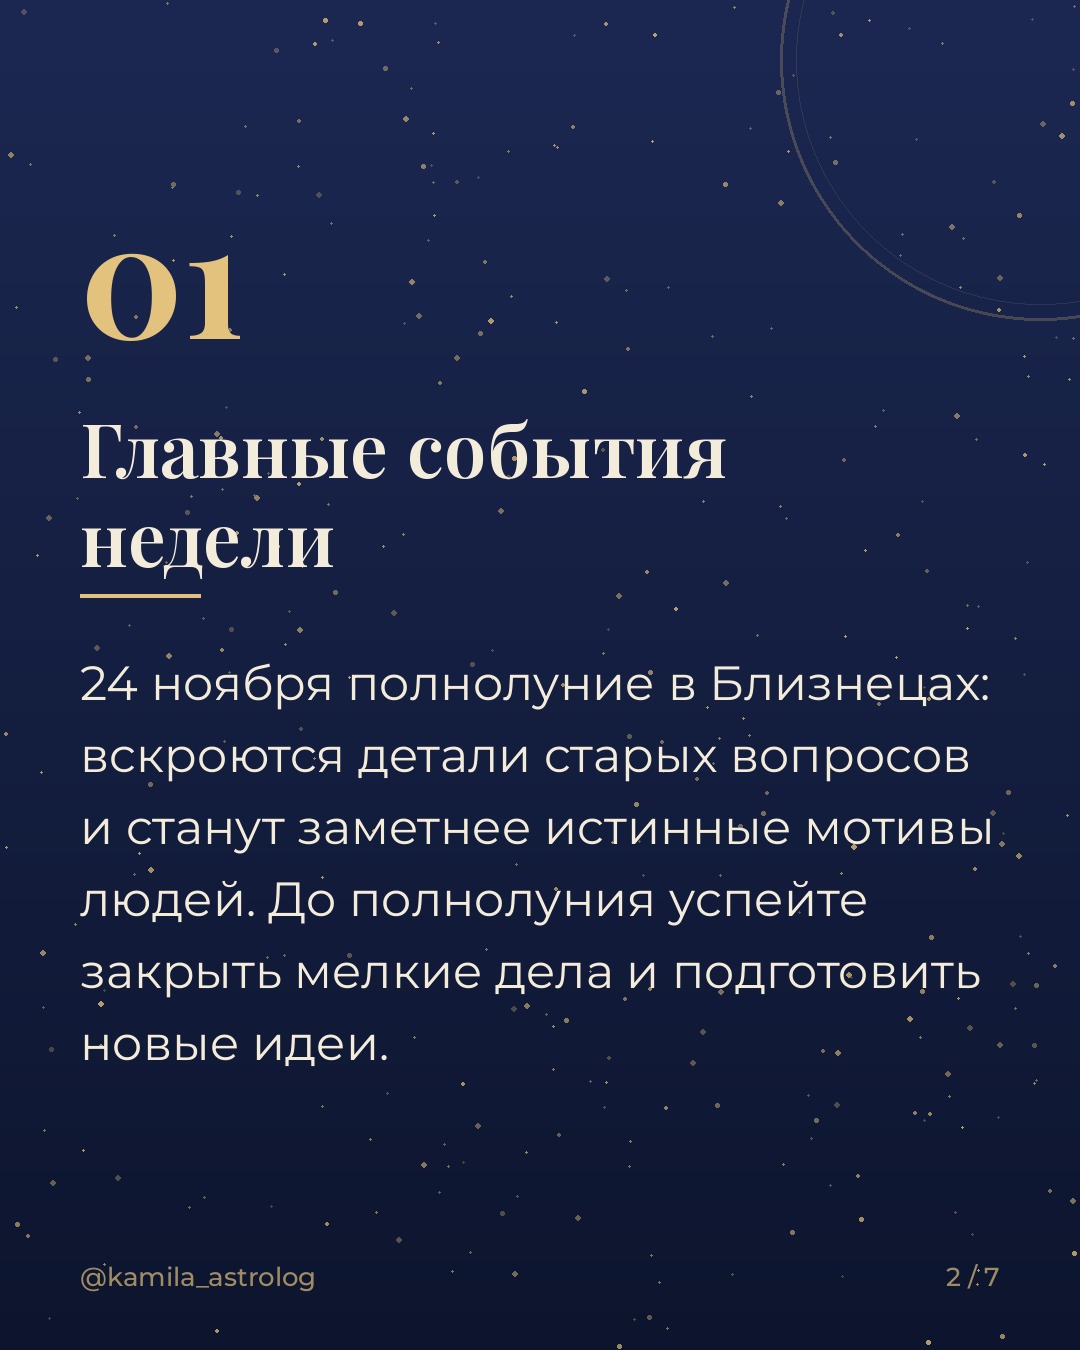 01
Главные события
недели
24 ноября полнолуние в Близнецах:
вскроются детали старых вопросов
и станут заметнее истинные мотивы
людей. До полнолуния успейте
закрыть мелкие дела и подготовить
новые идеи.
@kamila_astrolog
2 / 7